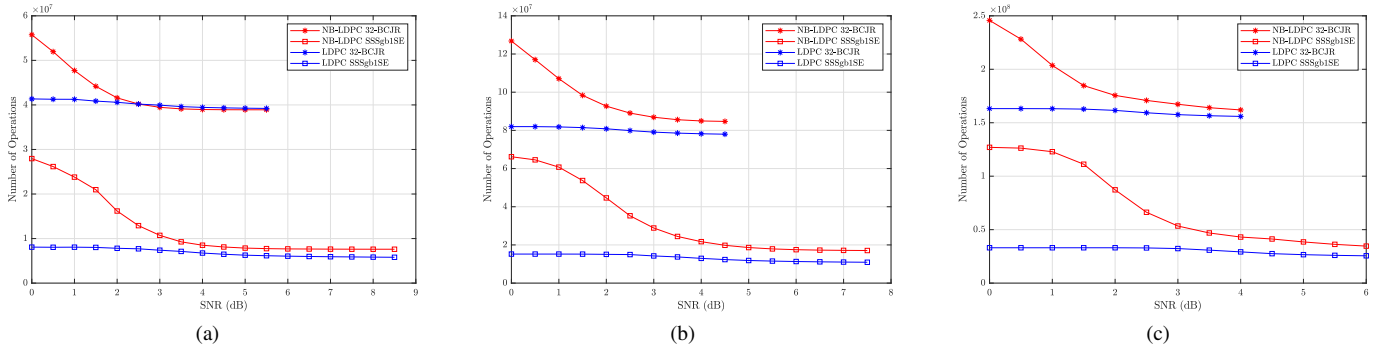 ×10⁷
6
5
4
3
2
1
0
Number of Operations
0 1 2 3 4 5 6 7 8 9
SNR (dB)
NB-LDPC 32-BCJR
NB-LDPC SSSgb1SE
LDPC 32-BCJR
LDPC SSSgb1SE
(a)
×10⁷
14
12
10
8
6
4
2
0
Number of Operations
0 1 2 3 4 5 6 7 8
SNR (dB)
NB-LDPC 32-BCJR
NB-LDPC SSSgb1SE
LDPC 32-BCJR
LDPC SSSgb1SE
(b)
×10⁸
2.5
2
1.5
1
0.5
0
Number of Operations
0 1 2 3 4 5 6
SNR (dB)
NB-LDPC 32-BCJR
NB-LDPC SSSgb1SE
LDPC 32-BCJR
LDPC SSSgb1SE
(c)